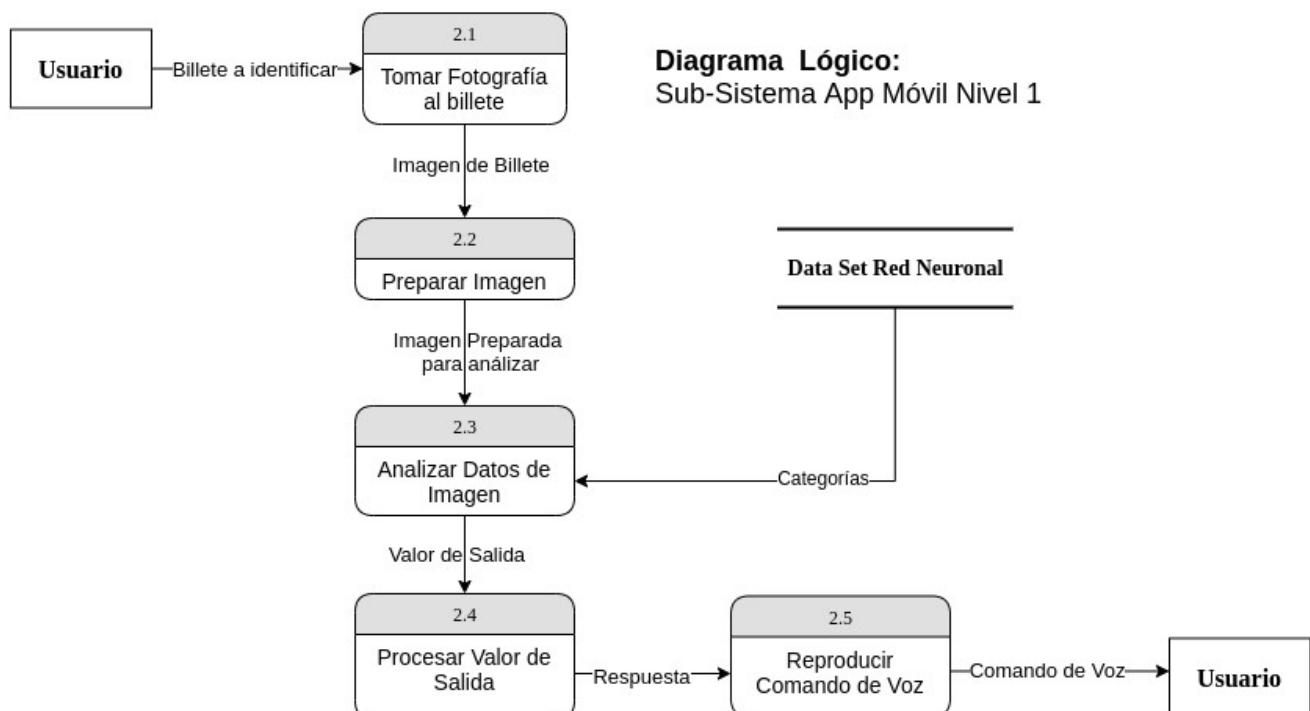 2.1
Usuario
Billete a identificar
Tomar Fotografía
al billete
Diagrama Lógico:
Sub-Sistema App Móvil Nivel 1
Imagen de Billete
2.2
Preparar Imagen
Data Set Red Neuronal
Imagen Preparada
para análizar
2.3
Analizar Datos de
Imagen
Categorías
Valor de Salida
2.4
Procesar Valor de
Salida
Respuesta
2.5
Reproducir
Comando de Voz
Comando de Voz
Usuario